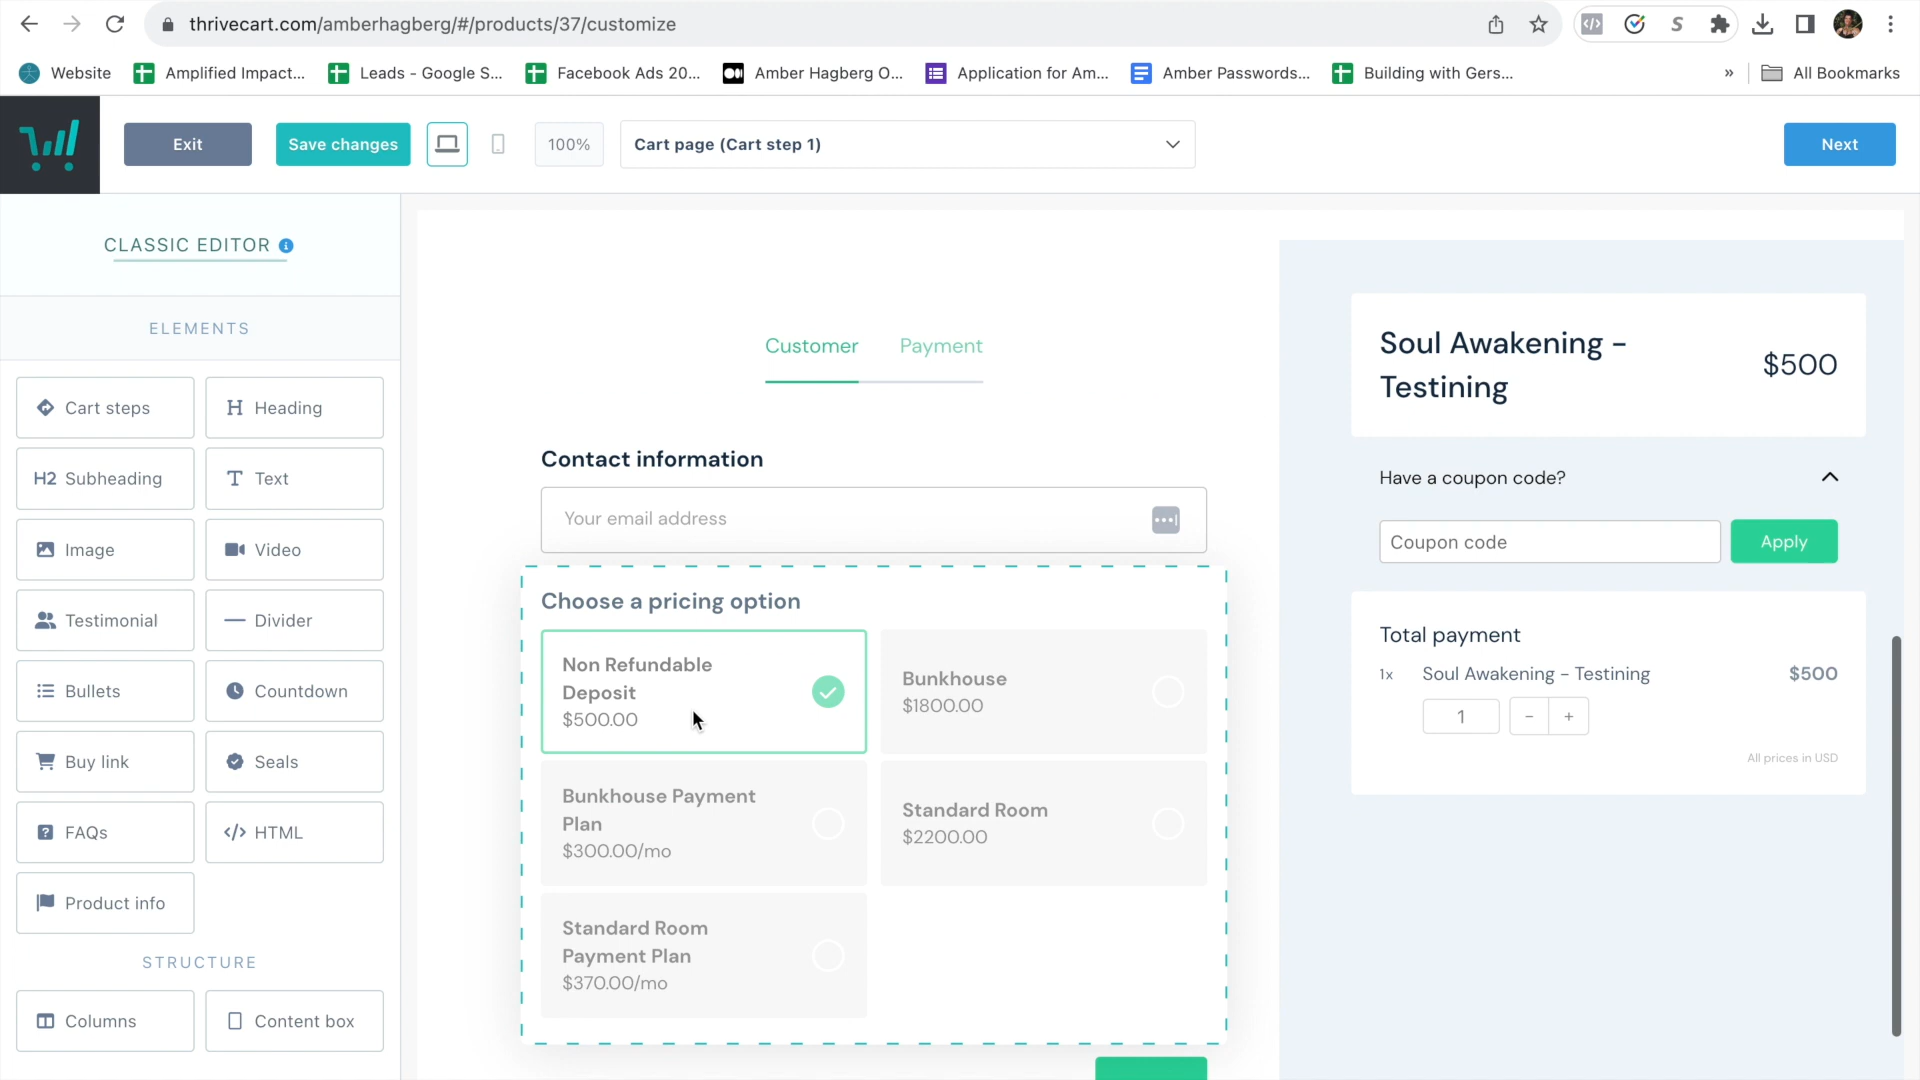 thrivecart.com/amberhagberg/#/products/37/customize
Website
Amplified Impact...
Leads - Google S...
Facebook Ads 20...
Amber Hagberg O...
Application for Am...
Amber Passwords...
Building with Gers...
»
All Bookmarks
Exit
Save changes
100%
Cart page (Cart step 1)
Next
CLASSIC EDITOR
ELEMENTS
Cart steps
H Heading
H2 Subheading
T Text
Image
Video
Testimonial
Divider
Bullets
Countdown
Buy link
Seals
FAQs
</> HTML
Product info
STRUCTURE
Columns
Content box
Customer
Payment
Contact information
Your email address
Choose a pricing option
Non Refundable
Deposit
$500.00
Bunkhouse
$1800.00
Bunkhouse Payment
Plan
$300.00/mo
Standard Room
$2200.00
Standard Room
Payment Plan
$370.00/mo
Soul Awakening -
Testining
$500
Have a coupon code?
Coupon code
Apply
Total payment
1x Soul Awakening - Testining $500
1 - +
All prices in USD